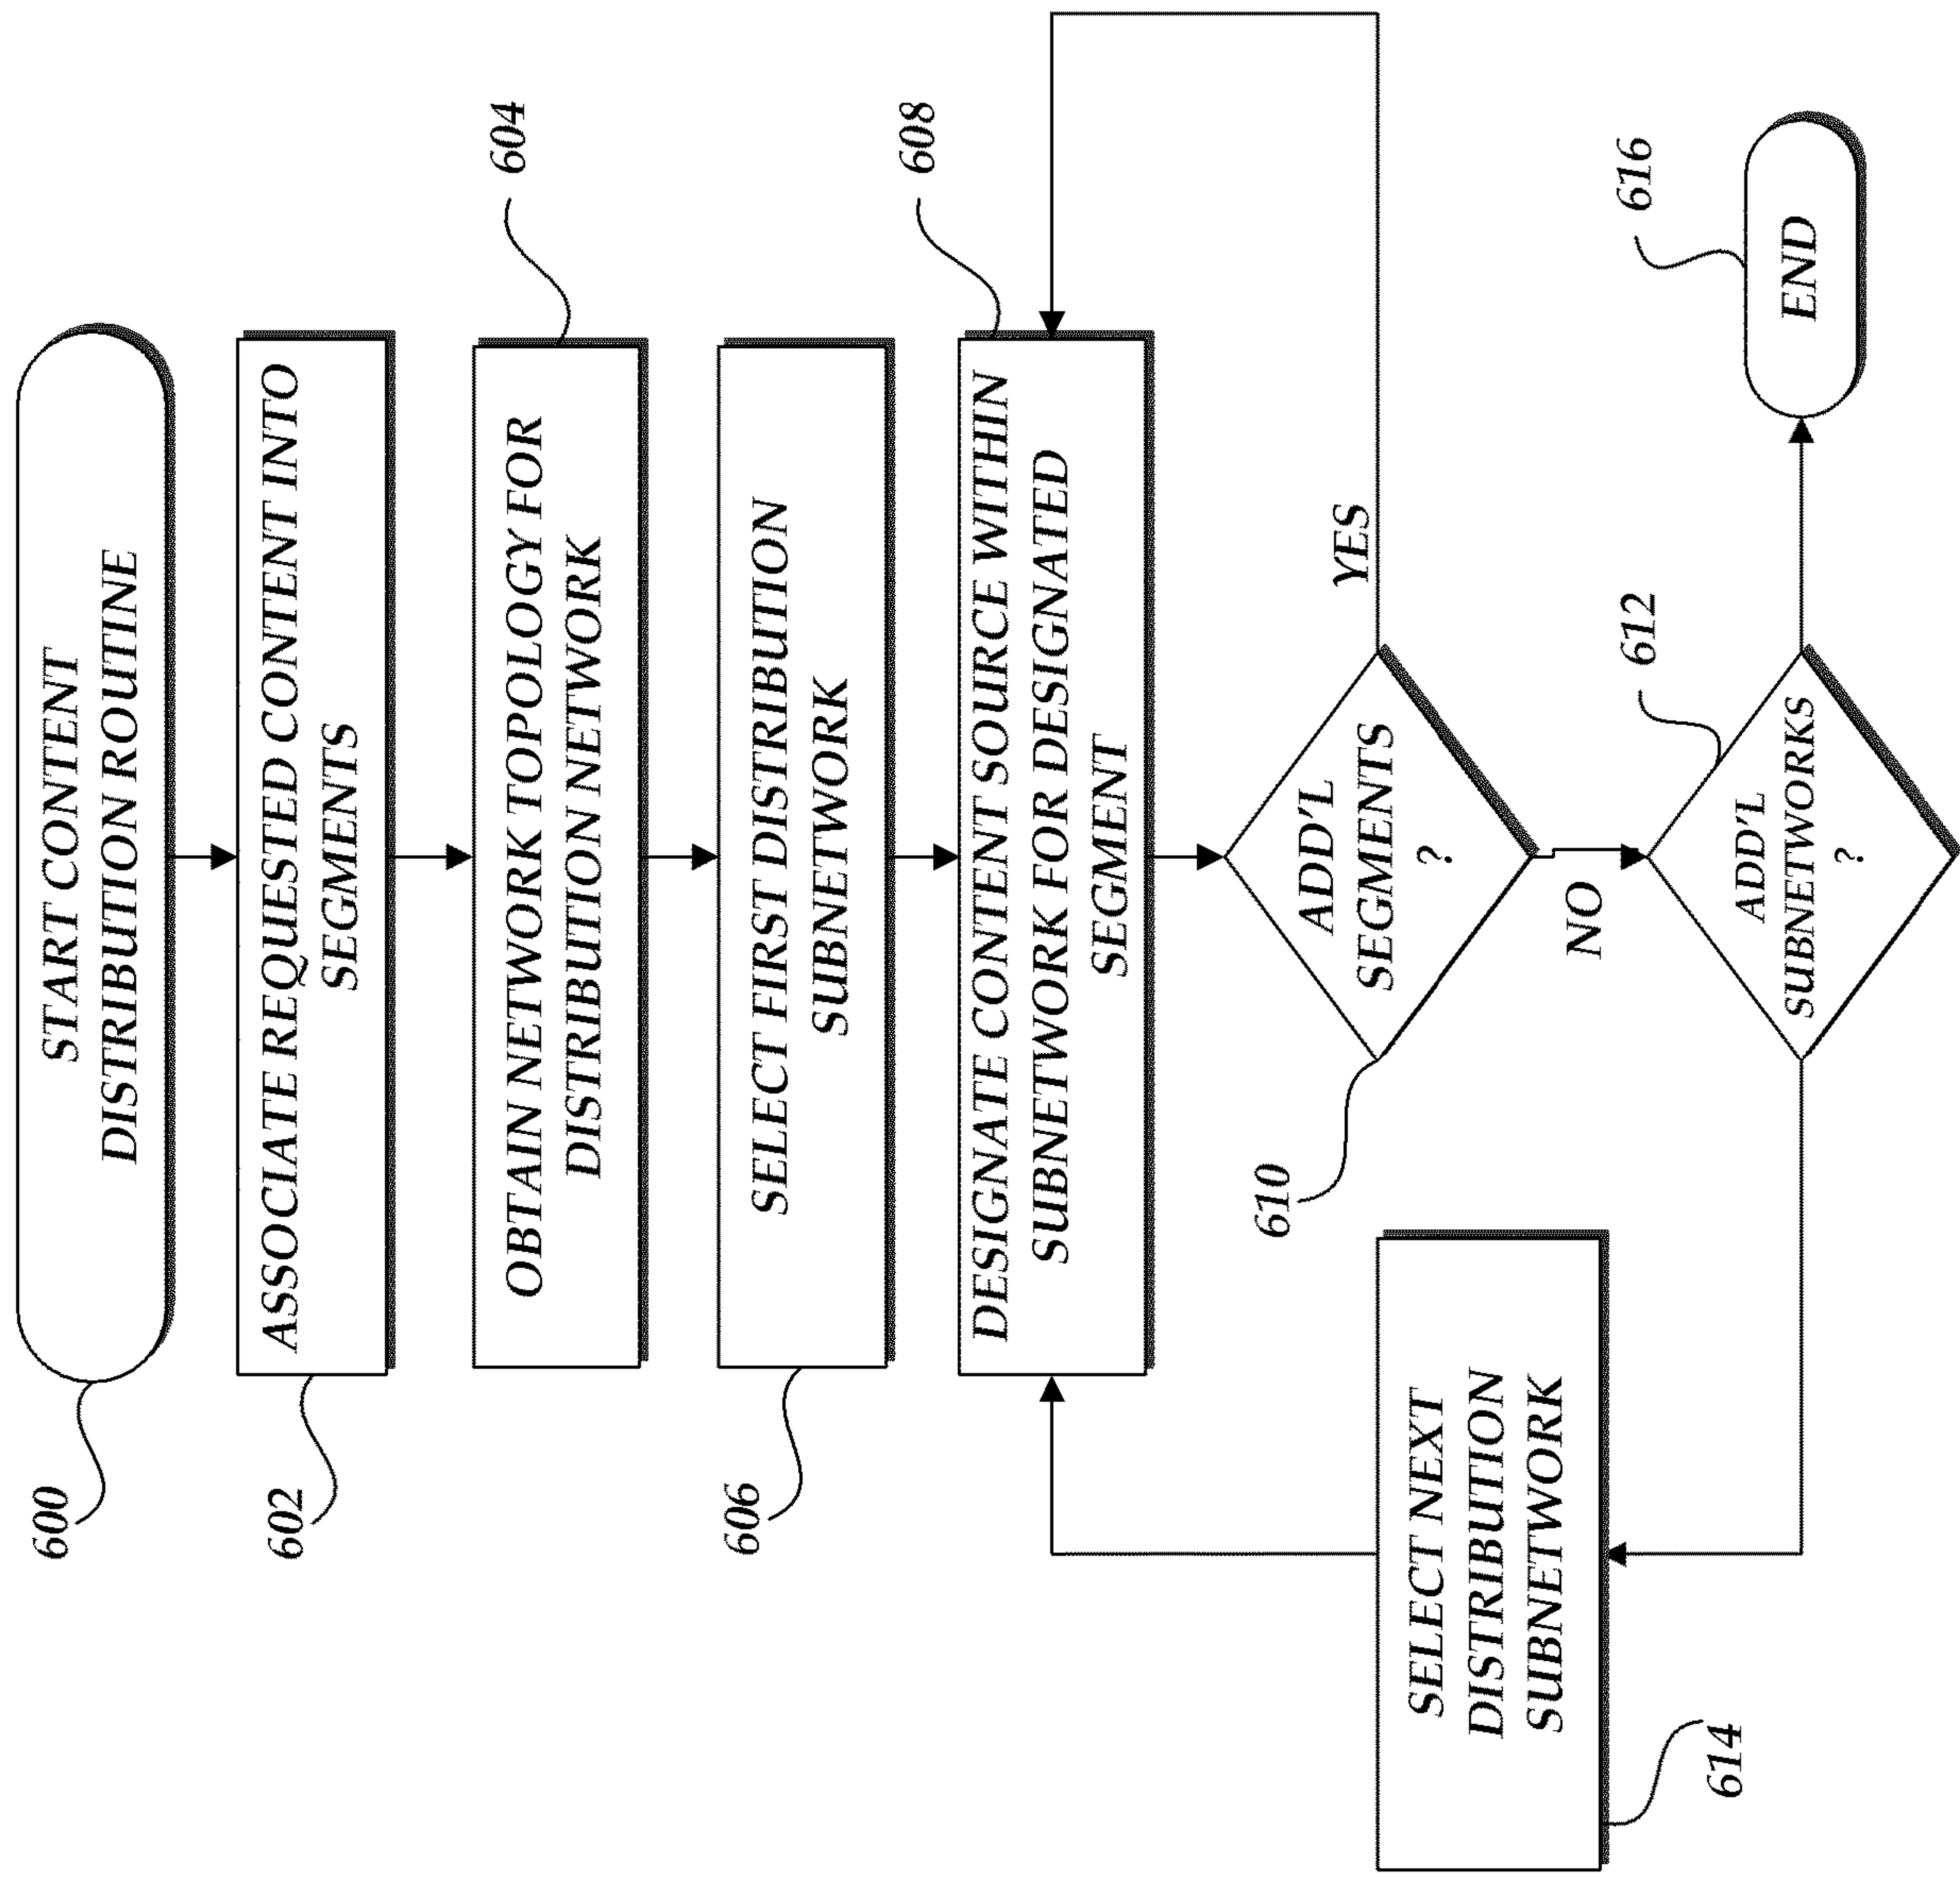 600
START CONTENT
DISTRIBUTION ROUTINE
602
ASSOCIATE REQUESTED CONTENT INTO
SEGMENTS
604
OBTAIN NETWORK TOPOLOGY FOR
DISTRIBUTION NETWORK
606
SELECT FIRST DISTRIBUTION
SUBNETWORK
608
DESIGNATE CONTENT SOURCE WITHIN
SUBNETWORK FOR DESIGNATED
SEGMENT
610
ADD'L
SEGMENTS
?
YES
NO
612
ADD'L
SUBNETWORKS
?
614
SELECT NEXT
DISTRIBUTION
SUBNETWORK
616
END